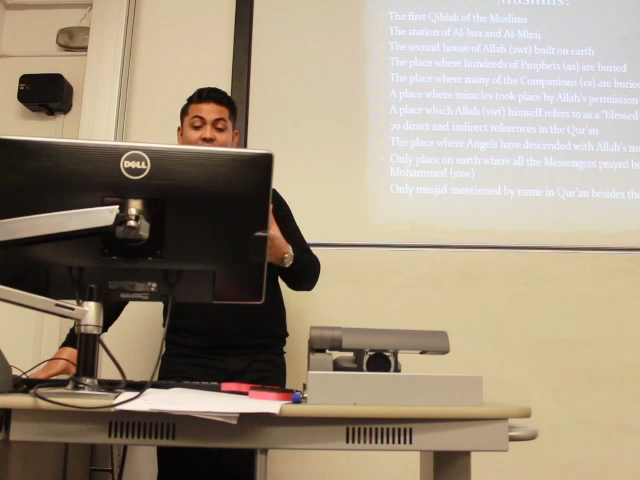 Muslims?
The first Qiblah of the Muslims
The station of Al-Isra and Al-Miraj
The second house of Allah (swt) built on earth
The place where hundreds of Prophets (as) are buried
The place where many of the Companions (ra) are buried
A place where miracles took place by Allah's permission
A place which Allah (swt) himself refers to as a "blessed
70 direct and indirect references in the Qur'an
The place where Angels have descended with Allah's
Only place on earth where all the Messengers prayed
Mohammed (saw)
Only masjid mentioned by name in Qur'an besides
DELL